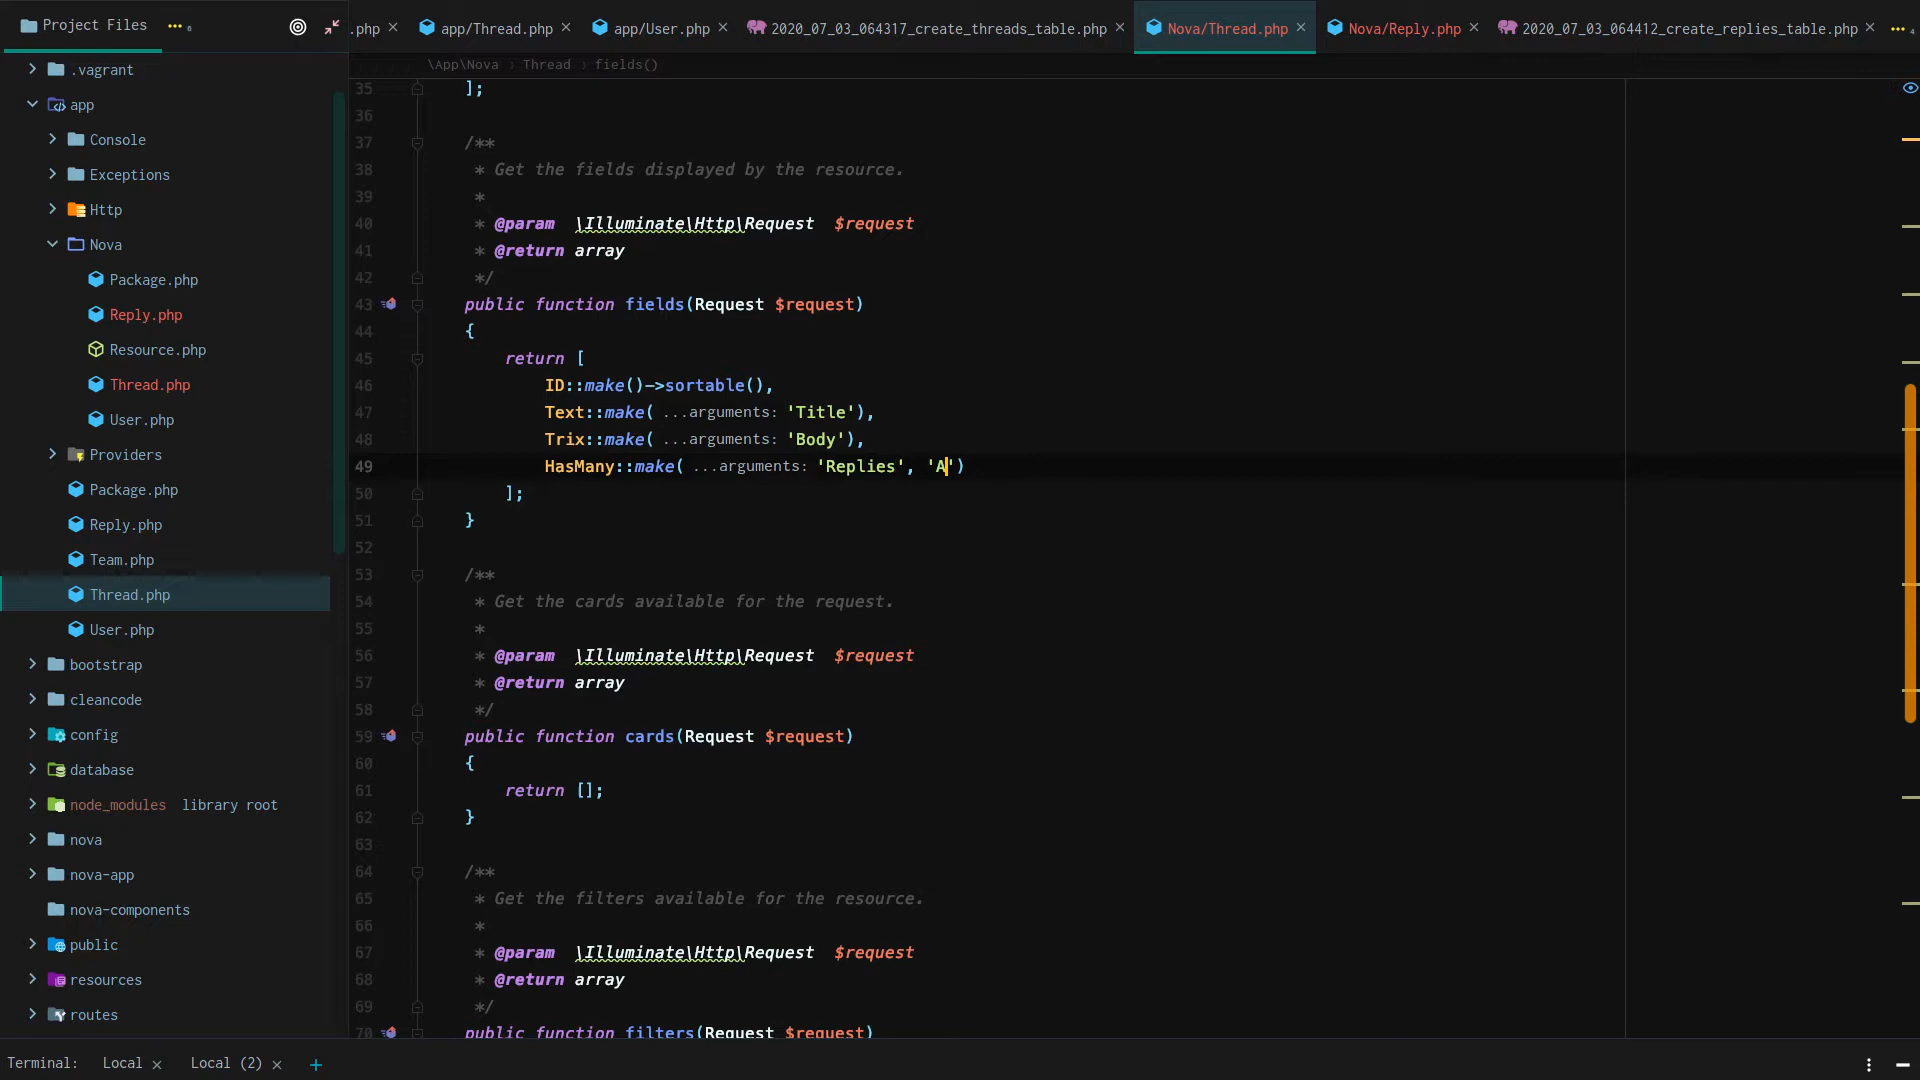 Project Files
.php
app/Thread.php
app/User.php
2020_07_03_064317_create_threads_table.php
Nova/Thread.php
Nova/Reply.php
2020_07_03_064412_create_replies_table.php
\App\Nova › Thread › fields()
.vagrant
app
Console
Exceptions
Http
Nova
Package.php
Reply.php
Resource.php
Thread.php
User.php
Providers
Package.php
Reply.php
Team.php
Thread.php
User.php
bootstrap
cleancode
config
database
node_modules library root
nova
nova-app
nova-components
public
resources
routes
35 ];
36
37 /**
38 * Get the fields displayed by the resource.
39 *
40 * @param \Illuminate\Http\Request $request
41 * @return array
42 */
43 public function fields(Request $request)
44 {
45 return [
46 ID::make()->sortable(),
47 Text::make( ...arguments: 'Title'),
48 Trix::make( ...arguments: 'Body'),
49 HasMany::make( ...arguments: 'Replies', 'A')
50 ];
51 }
52
53 /**
54 * Get the cards available for the request.
55 *
56 * @param \Illuminate\Http\Request $request
57 * @return array
58 */
59 public function cards(Request $request)
60 {
61 return [];
62 }
63
64 /**
65 * Get the filters available for the resource.
66 *
67 * @param \Illuminate\Http\Request $request
68 * @return array
69 */
70 public function filters(Request $request)
Terminal: Local Local (2) +